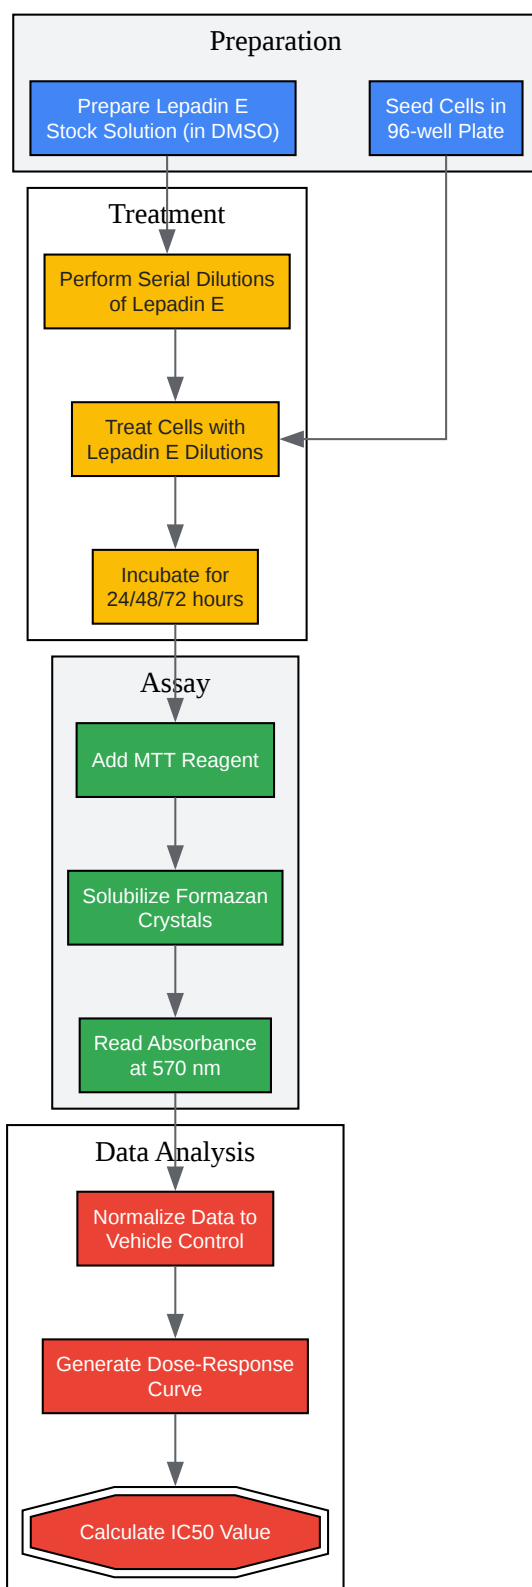 Preparation
Prepare Lepadin E
Stock Solution (in DMSO)
Seed Cells in
96-well Plate
Treatment
Perform Serial Dilutions
of Lepadin E
Treat Cells with
Lepadin E Dilutions
Incubate for
24/48/72 hours
Assay
Add MTT Reagent
Solubilize Formazan
Crystals
Read Absorbance
at 570 nm
Data Analysis
Normalize Data to
Vehicle Control
Generate Dose-Response
Curve
Calculate IC50 Value